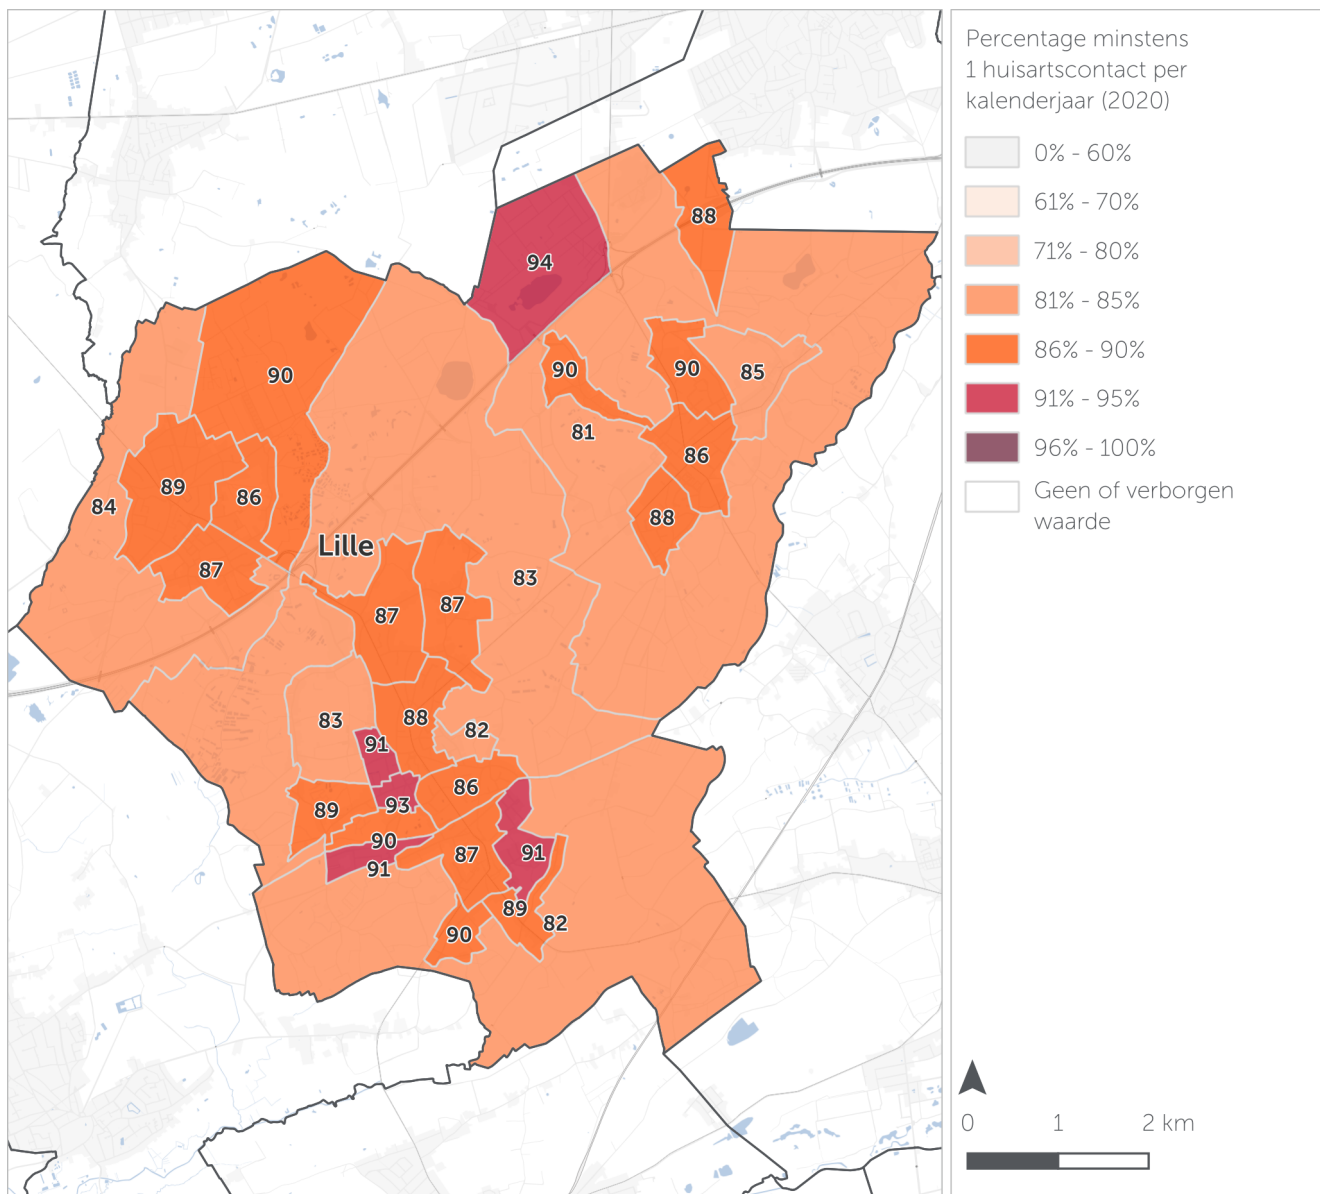 Percentage minstens
1 huisartscontact per
kalenderjaar (2020)
0% - 60%
61% - 70%
71% - 80%
81% - 85%
86% - 90%
91% - 95%
96% - 100%
Geen of verborgen
waarde
88
94
90
90
90
85
81
86
89
86
84
88
87
Lille
83
87
87
83
88
82
91
86
93
89
90
91
87
91
89
82
90
0 1 2 km